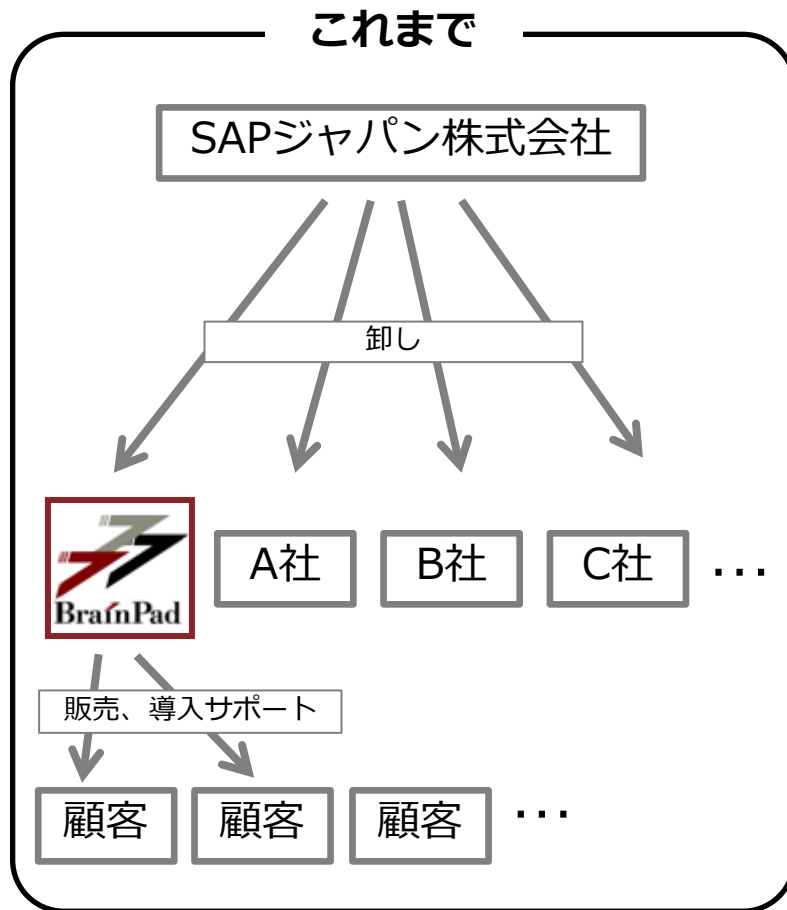 これまで
SAPジャパン株式会社
卸し
BrainPad
A社
B社
C社
...
販売、導入サポート
顧客
顧客
顧客
...